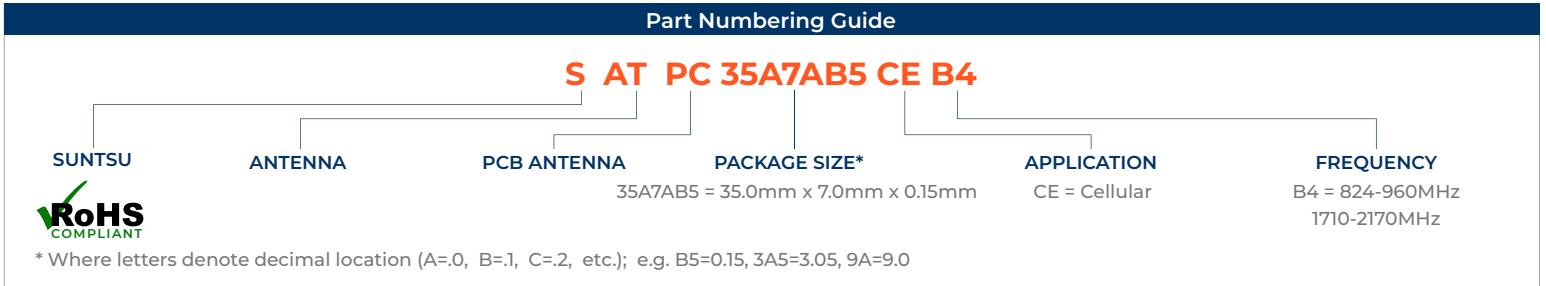 Part Numbering Guide
S AT PC 35A7AB5 CE B4
SUNTSU ANTENNA PCB ANTENNA PACKAGE SIZE* APPLICATION FREQUENCY
35A7AB5 = 35.0mm x 7.0mm x 0.15mm CE = Cellular B4 = 824-960MHz
1710-2170MHz
RoHS
COMPLIANT
* Where letters denote decimal location (A=.0, B=.1, C=.2, etc.); e.g. B5=0.15, 3A5=3.05, 9A=9.0